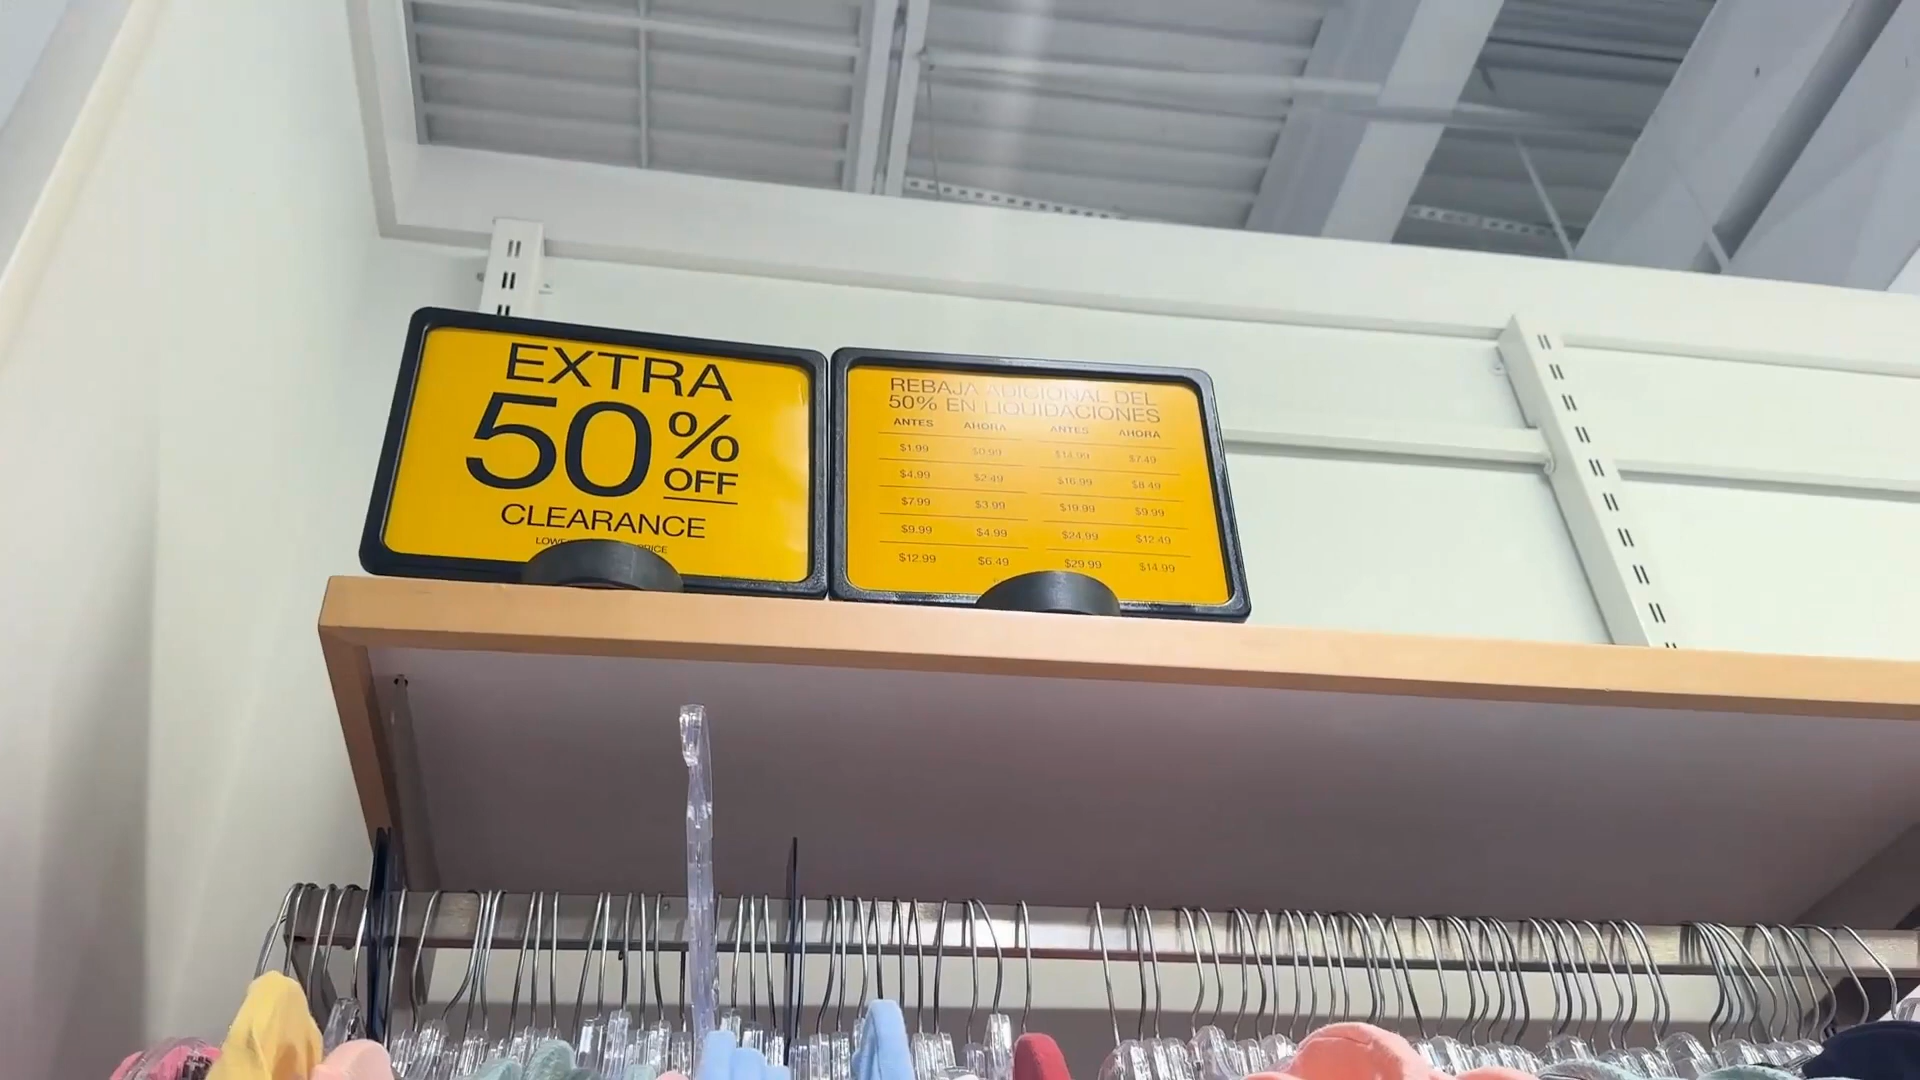 EXTRA
50%
OFF
CLEARANCE
REBAJA ADICIONAL DEL
50% EN LIQUIDACIONES
ANTES AHORA ANTES AHORA
$1.99 $0.99 $14.99 $7.49
$4.99 $2.49 $16.99 $8.49
$7.99 $3.99 $19.99 $9.99
$9.99 $4.99 $24.99 $12.49
$12.99 $6.49 $29.99 $14.99